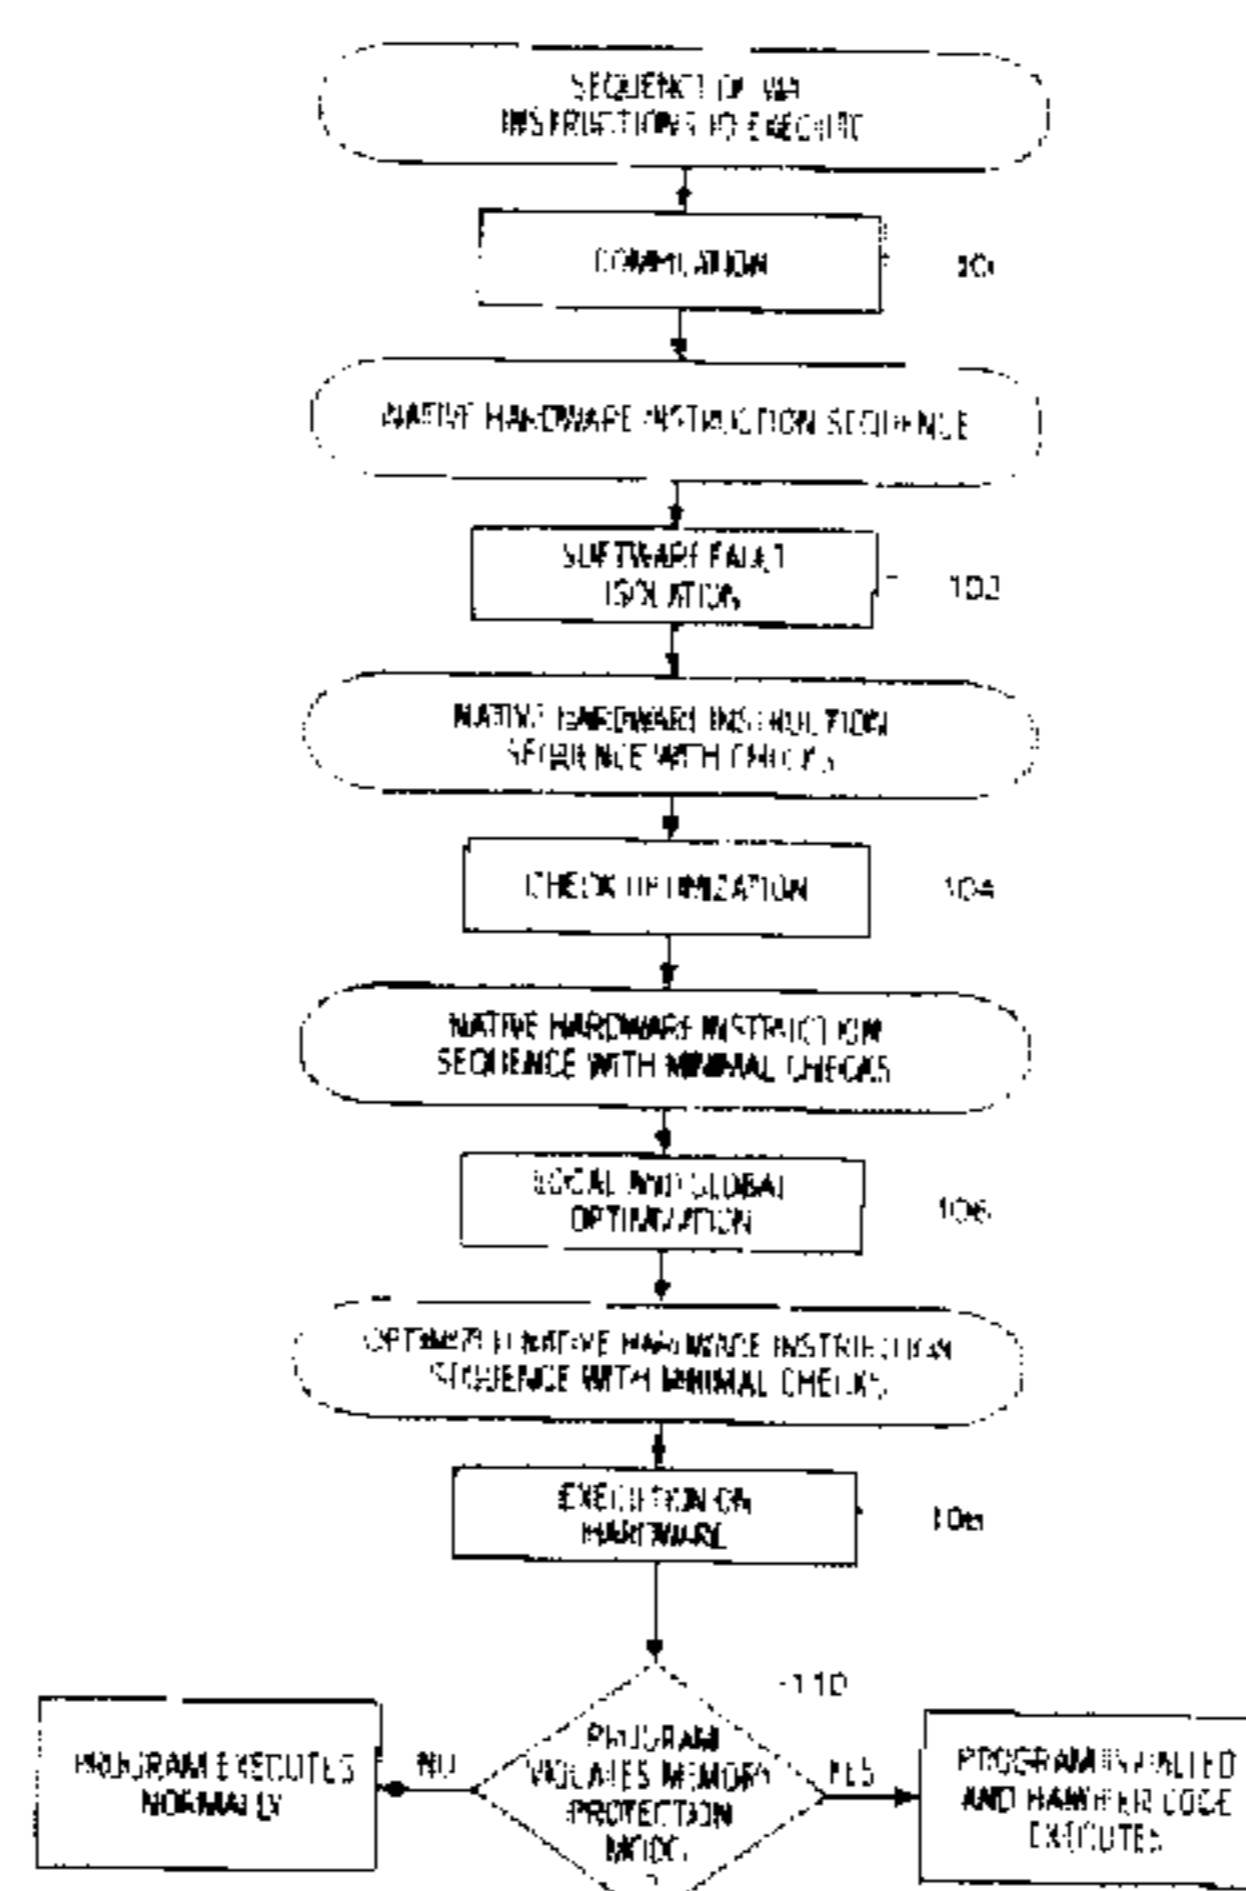 SEQUENCE OF VM
INSTRUCTIONS TO EXECUTE
COMPILATION
NATIVE HARDWARE INSTRUCTION SEQUENCE
SOFTWARE FAULT
ISOLATION
102
NATIVE HARDWARE INSTRUCTION
SEQUENCE WITH CHECKS
CHECK OPTIMIZATION
104
NATIVE HARDWARE INSTRUCTION
SEQUENCE WITH MINIMAL CHECKS
LOCAL AND GLOBAL
OPTIMIZATION
106
OPTIMIZED NATIVE HARDWARE INSTRUCTION
SEQUENCE WITH MINIMAL CHECKS
EXECUTION ON
HARDWARE
108
110
PROGRAM
VIOLATES MEMORY
PROTECTION
?
NO
PROGRAM EXECUTES
NORMALLY
YES
PROGRAM IS HALTED
AND HANDLER CODE
EXECUTES